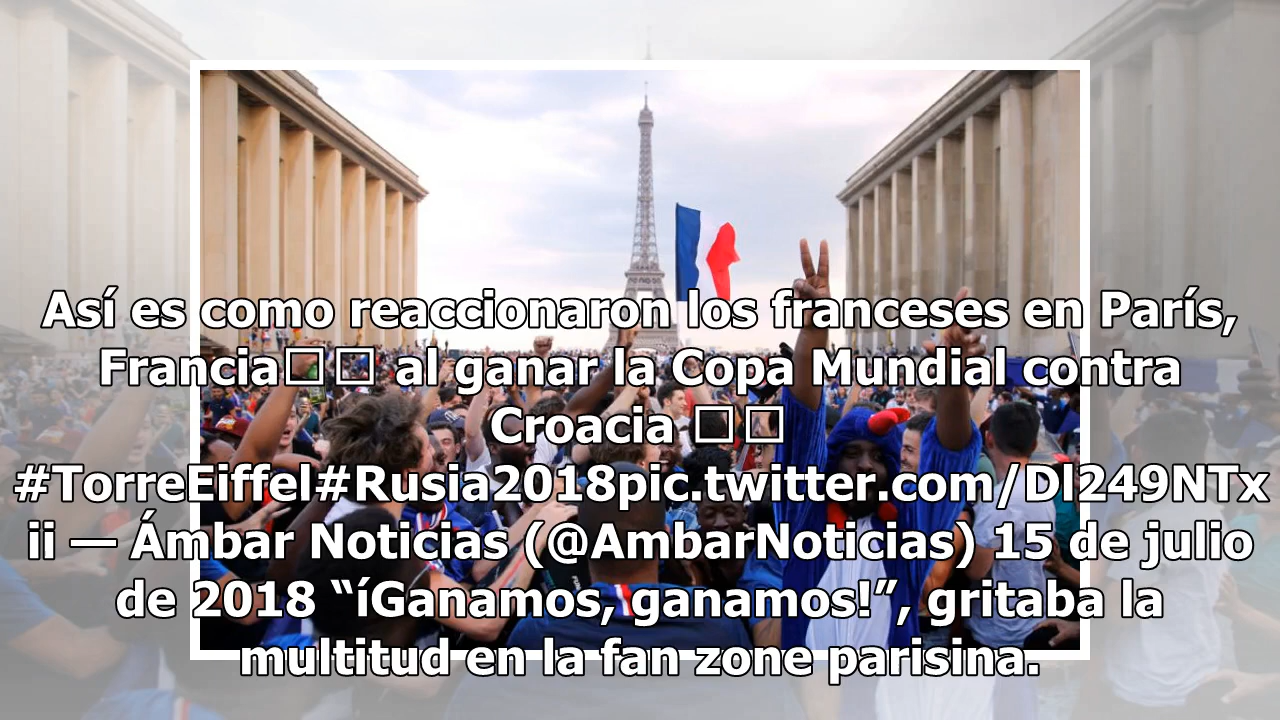 Así es como reaccionaron los franceses en París,
Francia□□ al ganar la Copa Mundial contra
Croacia □□
#TorreEiffel#Rusia2018pic.twitter.com/Dl249NTx
ii — Ámbar Noticias (@AmbarNoticias) 15 de julio
de 2018 “íGanamos, ganamos!”, gritaba la
multitud en la fan zone parisina.